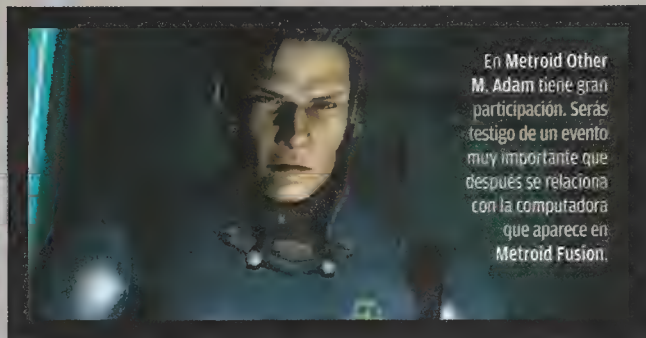 En Metroid Other
M, Adam tiene gran
participación. Serás
testigo de un evento
muy importante que
después se relaciona
con la computadora
que aparece en
Metroid Fusion.